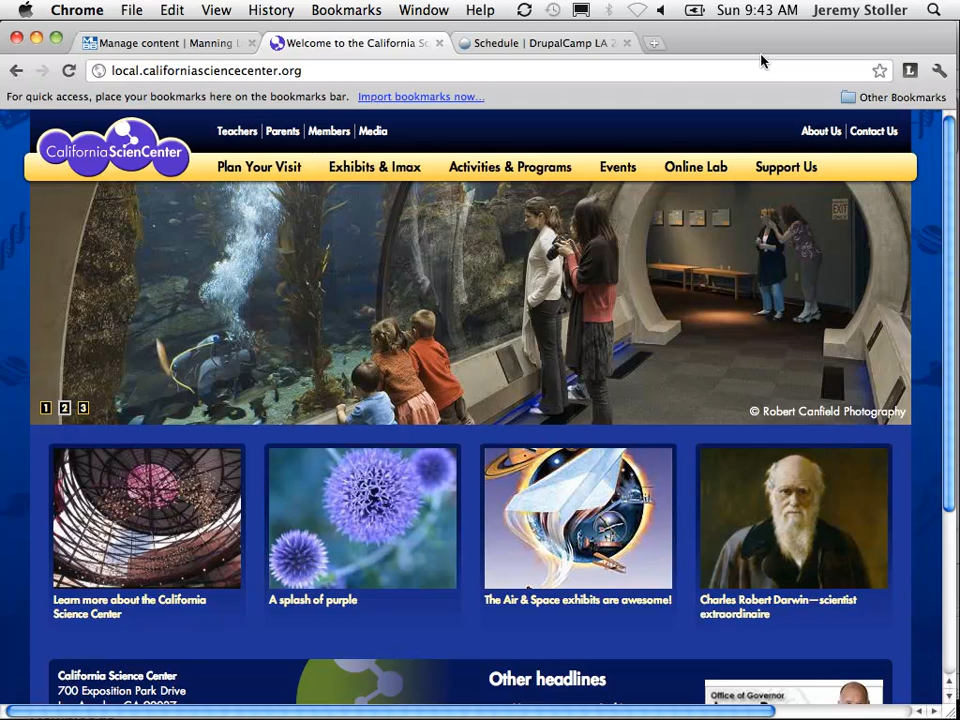 Chrome File Edit View History Bookmarks Window Help Sun 9:43 AM Jeremy Stoller
Manage content | Manning L
Welcome to the California Sc
Schedule | DrupalCamp LA 2
local.californiasciencecenter.org
For quick access, place your bookmarks here on the bookmarks bar. Import bookmarks now... Other Bookmarks
Teachers Parents Members Media About Us Contact Us
CaliforniaScienCenter
Plan Your Visit Exhibits & Imax Activities & Programs Events Online Lab Support Us
EXIT
1 2 3
© Robert Canfield Photography
Learn more about the California
Science Center
A splash of purple
The Air & Space exhibits are awesome!
Charles Robert Darwin—scientist
extraordinaire
California Science Center
700 Exposition Park Drive
Other headlines
Office of Governor